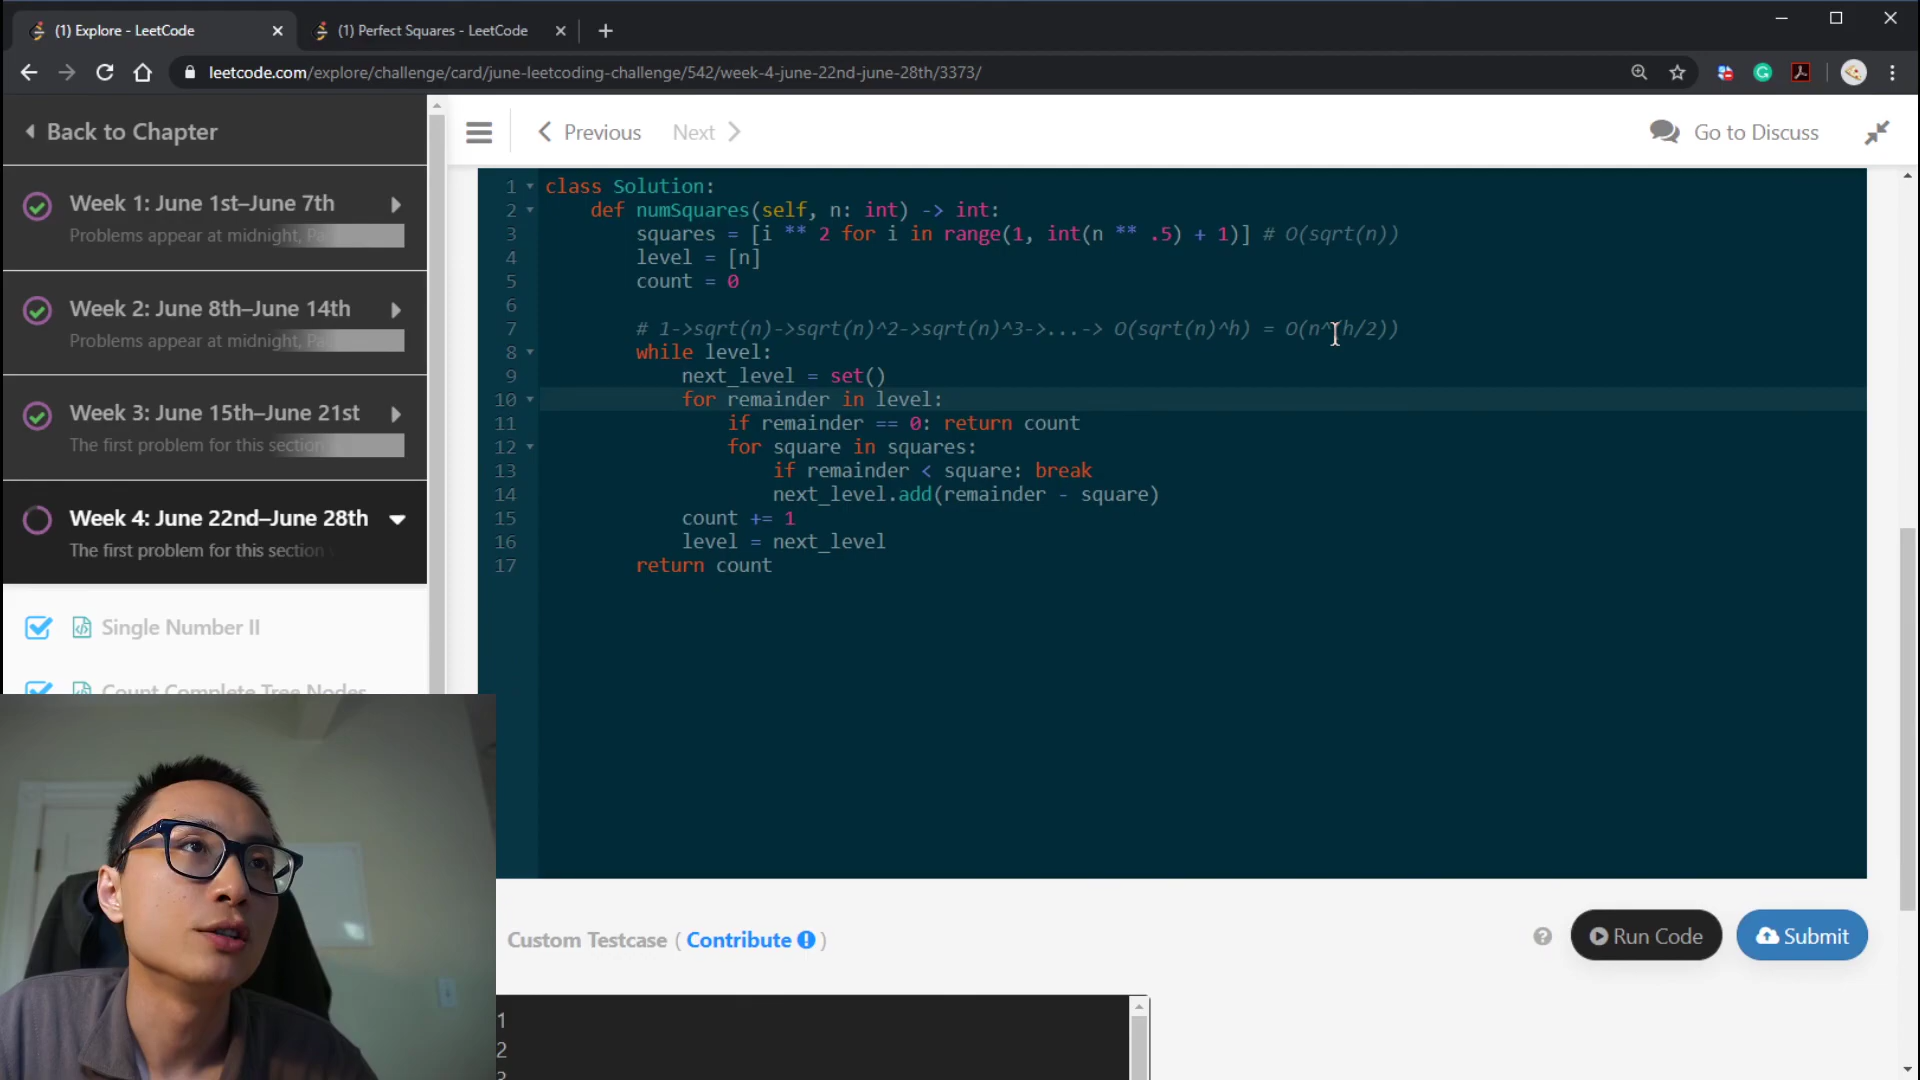 (1) Explore - LeetCode
(1) Perfect Squares - LeetCode
leetcode.com/explore/challenge/card/june-leetcoding-challenge/542/week-4-june-22nd-june-28th/3373/
Back to Chapter
Previous
Next
Go to Discuss
Week 1: June 1st–June 7th
Problems appear at midnight, Pa
Week 2: June 8th–June 14th
Problems appear at midnight, Pa
Week 3: June 15th–June 21st
The first problem for this section
Week 4: June 22nd–June 28th
The first problem for this section
Single Number II
Count Complete Tree Nodes
1 class Solution:
2 def numSquares(self, n: int) -> int:
3 squares = [i ** 2 for i in range(1, int(n ** .5) + 1)] # O(sqrt(n))
4 level = [n]
5 count = 0
6
7 # 1->sqrt(n)->sqrt(n)^2->sqrt(n)^3->...-> O(sqrt(n)^h) = O(n^(h/2))
8 while level:
9 next_level = set()
10 for remainder in level:
11 if remainder == 0: return count
12 for square in squares:
13 if remainder < square: break
14 next_level.add(remainder - square)
15 count += 1
16 level = next_level
17 return count
Custom Testcase ( Contribute )
? Run Code Submit
1
2